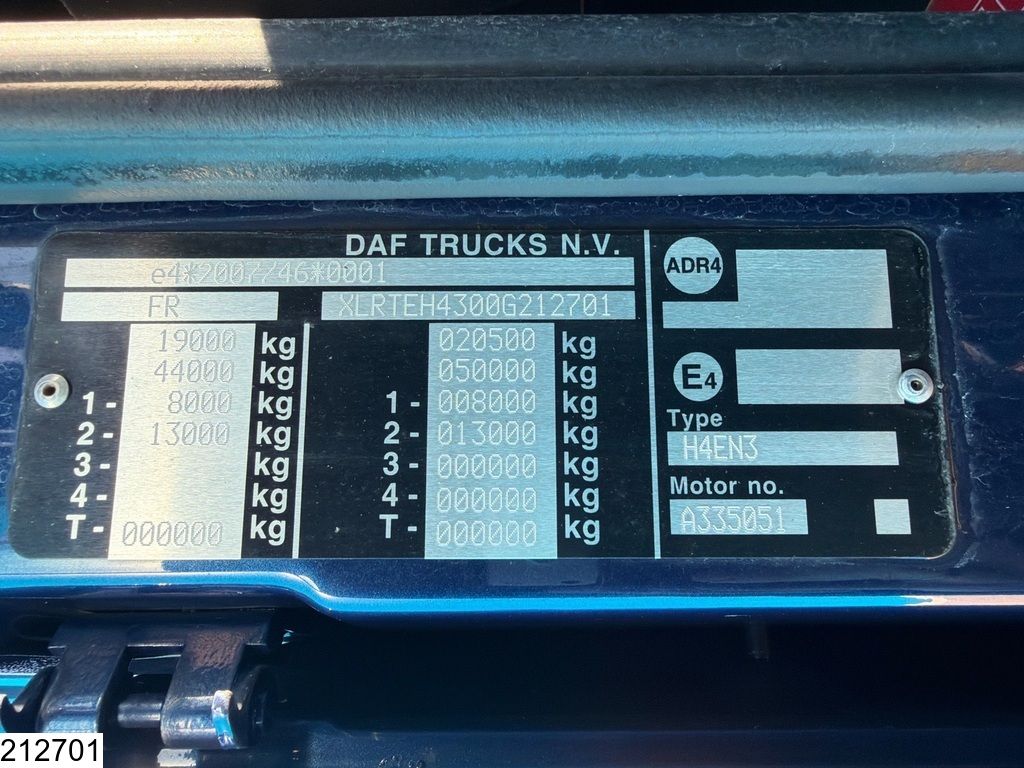 DAF TRUCKS N.V.
e4*2007/46*0001
FR XLRTEH4300G212701
19000 kg 020500 kg
44000 kg 050000 kg
1- 8000 kg 1- 008000 kg
2- 13000 kg 2- 013000 kg
3- kg 3- 000000 kg
4- kg 4- 000000 kg
T- 000000 kg T- 000000 kg
ADR4
E4
Type
H4EN3
Motor no.
A335051
212701